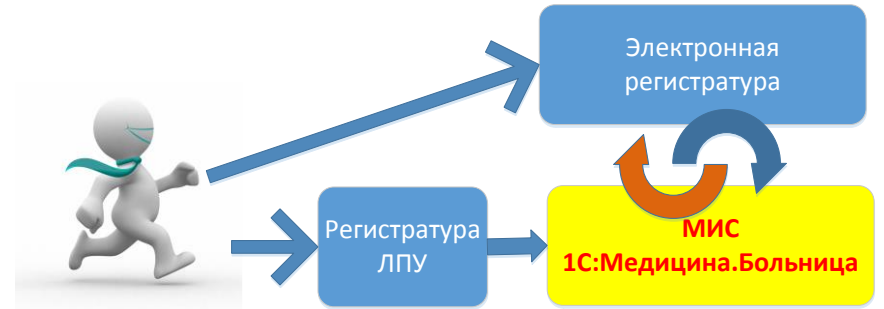 Электронная
регистратура
Регистратура
ЛПУ
МИС
1С:Медицина.Больница